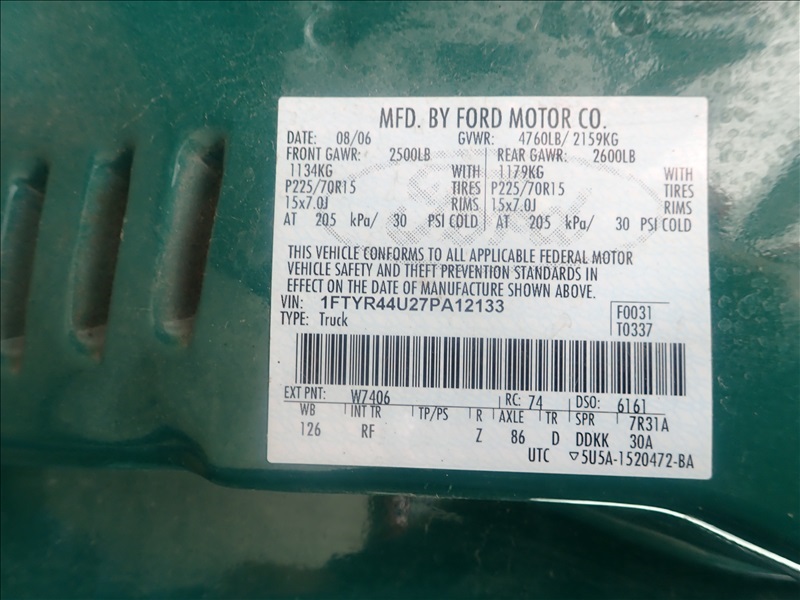 MFD. BY FORD MOTOR CO.
DATE: 08/06 GVWR: 4760LB/ 2159KG
FRONT GAWR: 2500LB REAR GAWR: 2600LB
1134KG WITH 1179KG WITH
P225/70R15 TIRES P225/70R15 TIRES
15x7.0J RIMS 15x7.0J RIMS
AT 205 kPa/ 30 PSI COLD AT 205 kPa/ 30 PSI COLD
THIS VEHICLE CONFORMS TO ALL APPLICABLE FEDERAL MOTOR
VEHICLE SAFETY AND THEFT PREVENTION STANDARDS IN
EFFECT ON THE DATE OF MANUFACTURE SHOWN ABOVE.
VIN: 1FTYR44U27PA12133 F0031
TYPE: Truck T0337
EXT PNT: W7406 RC: 74 DSO: 6161
WB INT TR TP/PS R AXLE TR SPR 7R31A
126 RF Z 86 D DDKK 30A
UTC ▽5U5A-1520472-BA